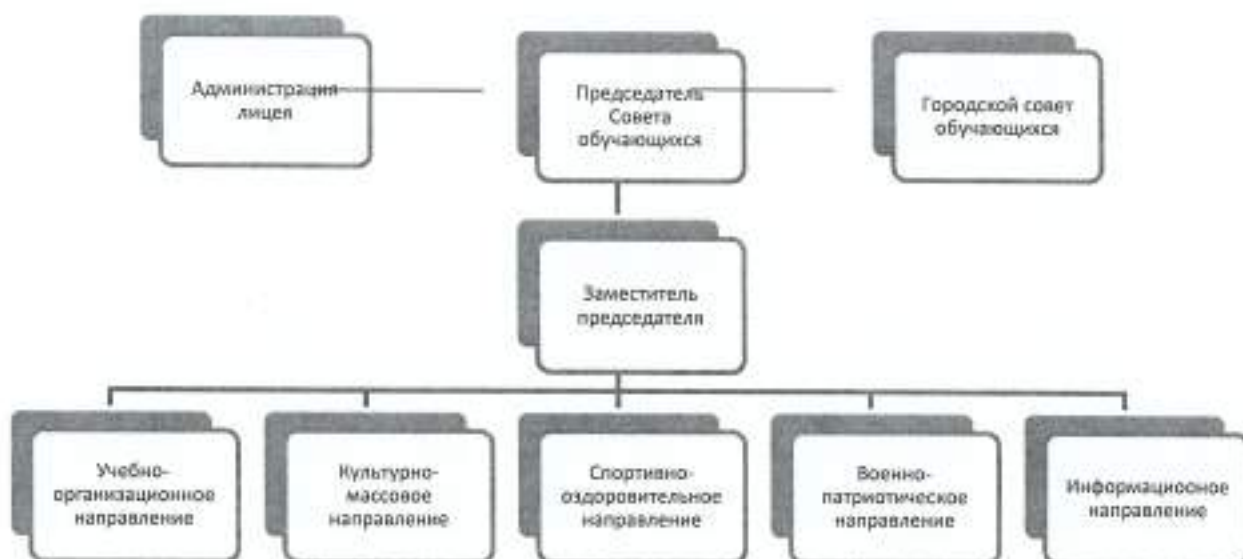 Администрация
лицея
Председатель
Совета
обучающихся
Городской совет
обучающихся
Заместитель
председателя
Учебно-
организационное
направление
Культурно-
массовое
направление
Спортивно-
оздоровительное
направление
Военно-
патриотическое
направление
Информациооное
направление